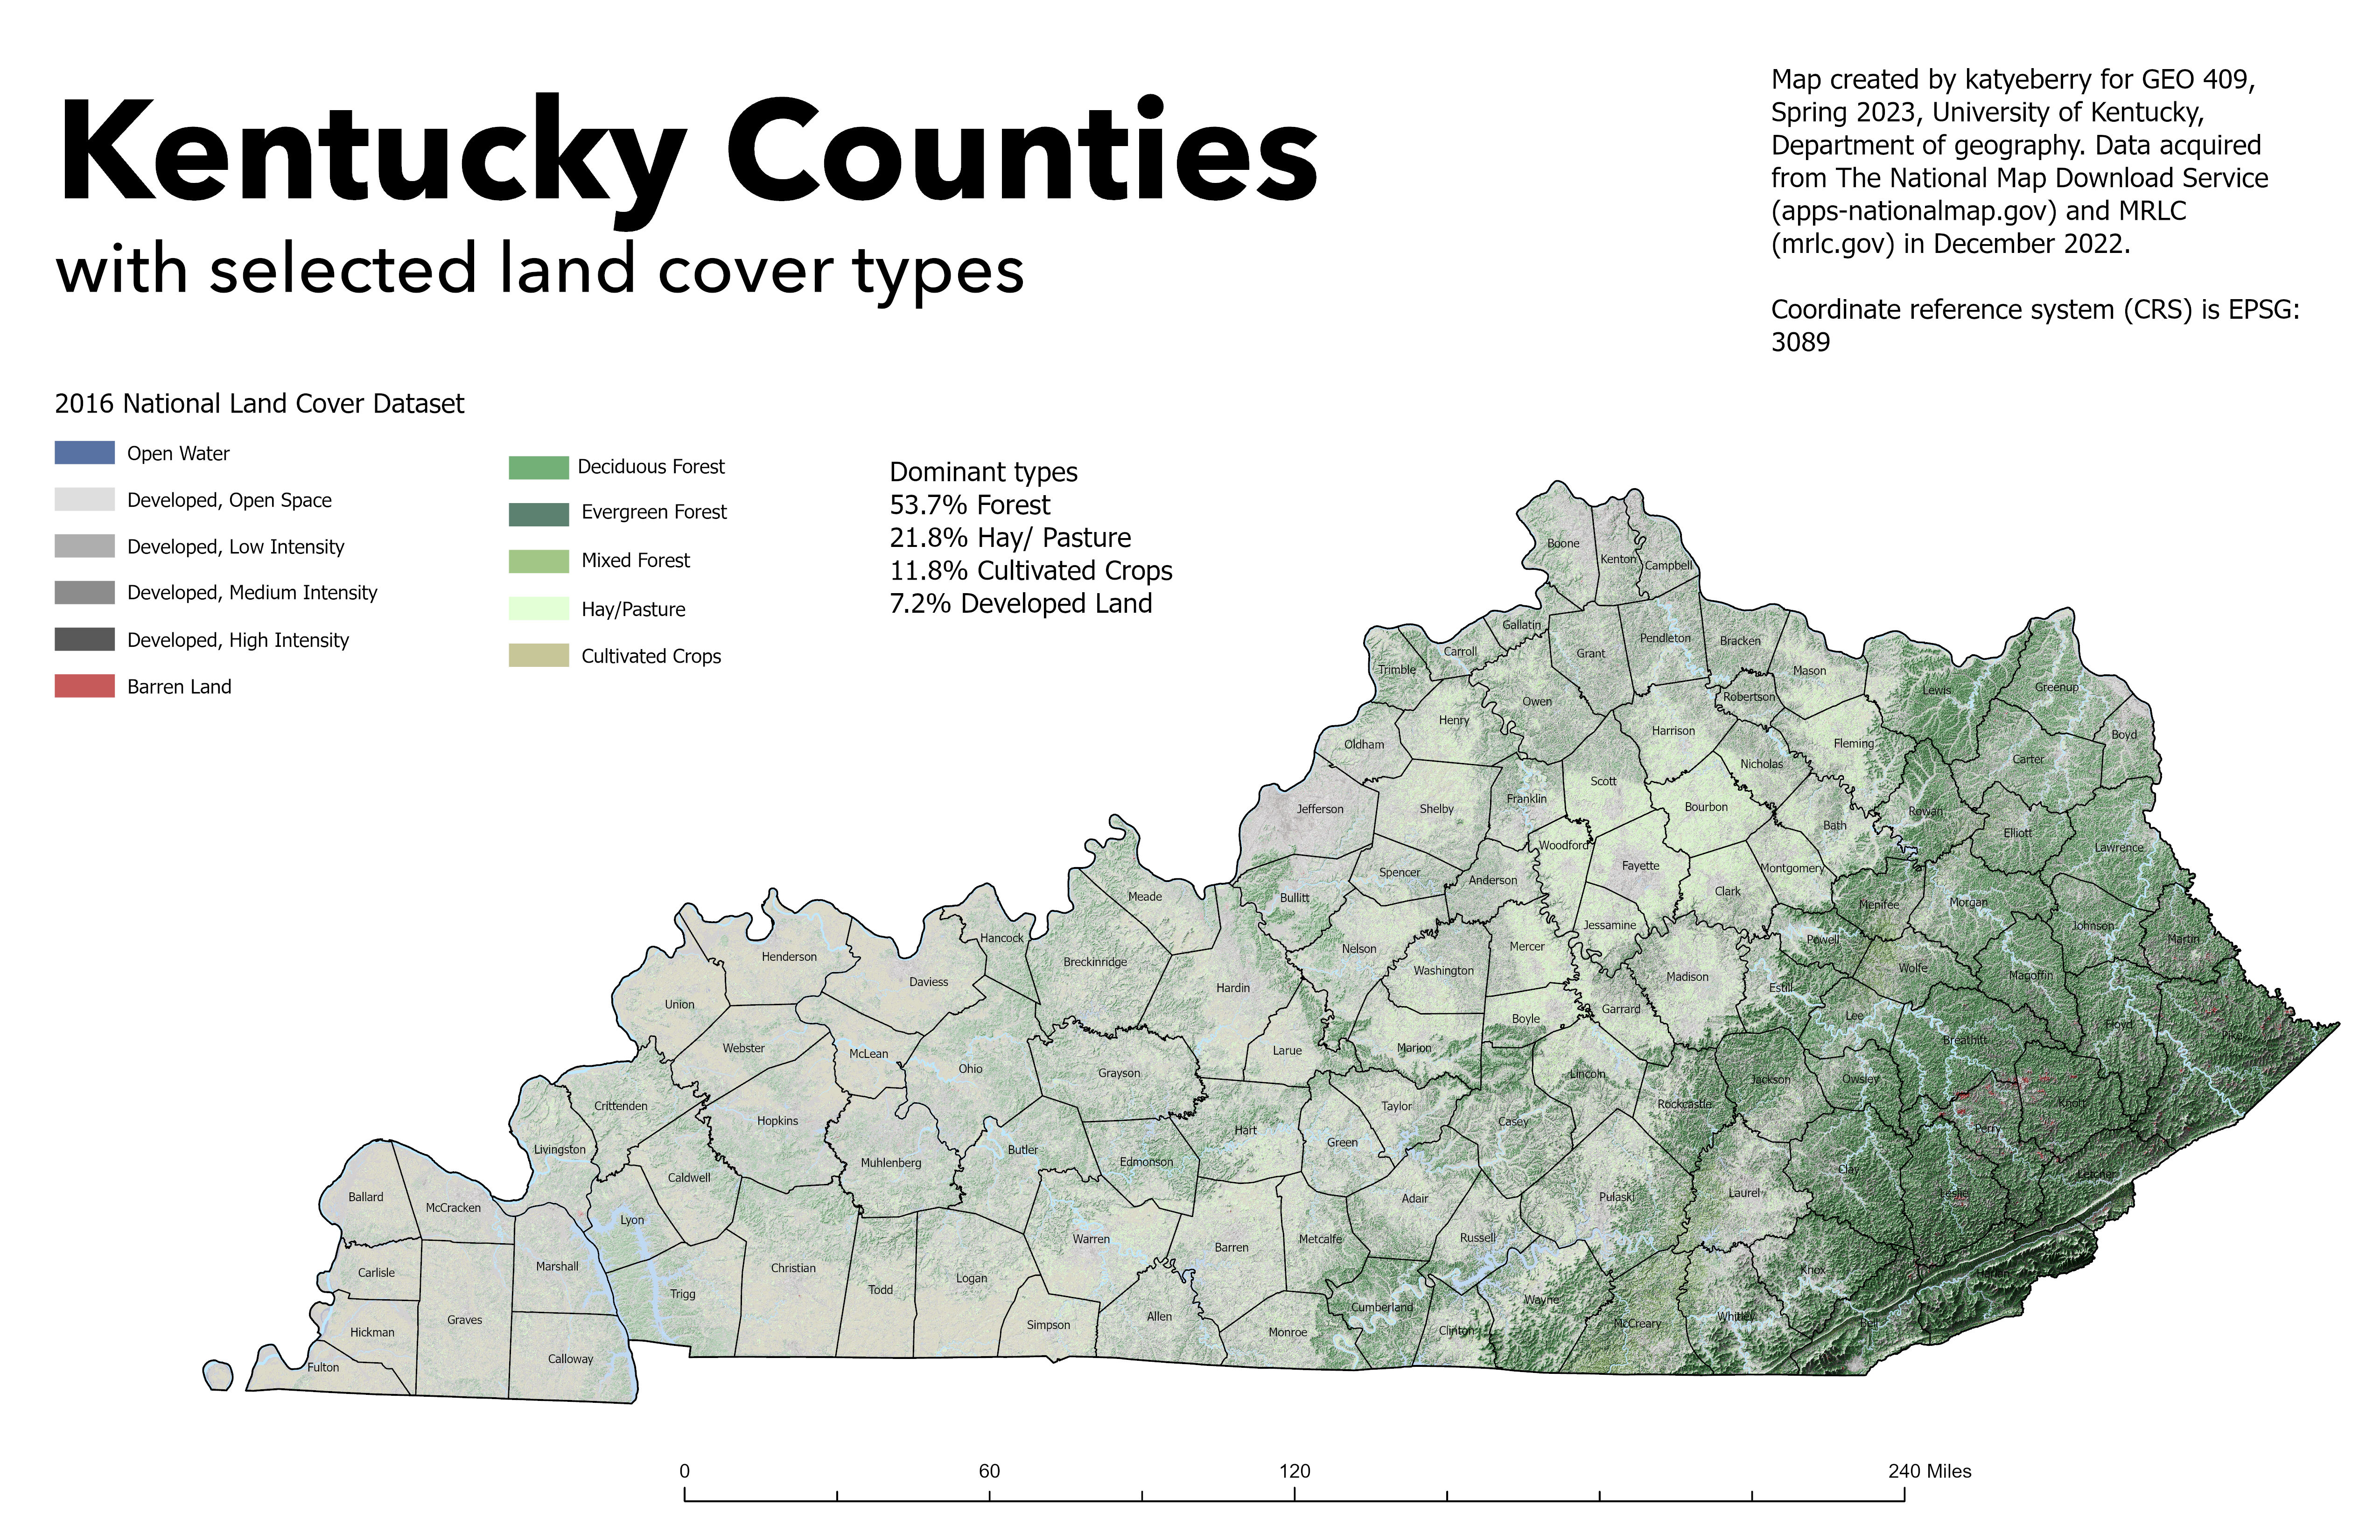 Kentucky Counties
with selected land cover types
Map created by katyeberry for GEO 409,
Spring 2023, University of Kentucky,
Department of geography. Data acquired
from The National Map Download Service
(apps-nationalmap.gov) and MRLC
(mrlc.gov) in December 2022.
Coordinate reference system (CRS) is EPSG:
3089
2016 National Land Cover Dataset
Open Water
Developed, Open Space
Developed, Low Intensity
Developed, Medium Intensity
Developed, High Intensity
Barren Land
Deciduous Forest
Evergreen Forest
Mixed Forest
Hay/Pasture
Cultivated Crops
Dominant types
53.7% Forest
21.8% Hay/ Pasture
11.8% Cultivated Crops
7.2% Developed Land
Boone
Kenton
Campbell
Gallatin
Carroll
Trimble
Grant
Pendleton
Bracken
Mason
Robertson
Lewis
Greenup
Owen
Henry
Harrison
Oldham
Fleming
Boyd
Carter
Nicholas
Scott
Franklin
Bourbon
Shelby
Jefferson
Rowan
Bath
Elliott
Woodford
Lawrence
Fayette
Montgomery
Spencer
Anderson
Clark
Bullitt
Meade
Menifee
Morgan
Jessamine
Johnson
Powell
Martin
Hancock
Nelson
Mercer
Henderson
Breckinridge
Washington
Madison
Wolfe
Magoffin
Daviess
Hardin
Estill
Union
Garrard
Boyle
Lee
Floyd
Pike
Webster
McLean
Larue
Marion
Breathitt
Ohio
Grayson
Lincoln
Jackson
Owsley
Crittenden
Taylor
Rockcastle
Knott
Hopkins
Hart
Green
Casey
Perry
Livingston
Butler
Muhlenberg
Edmonson
Clay
Letcher
Caldwell
Ballard
McCracken
Adair
Pulaski
Laurel
Leslie
Lyon
Warren
Barren
Metcalfe
Russell
Marshall
Carlisle
Christian
Logan
Knox
Harlan
Trigg
Todd
Wayne
Cumberland
Graves
Hickman
Simpson
Allen
Monroe
Clinton
McCreary
Whitley
Bell
Calloway
Fulton
0
60
120
240 Miles